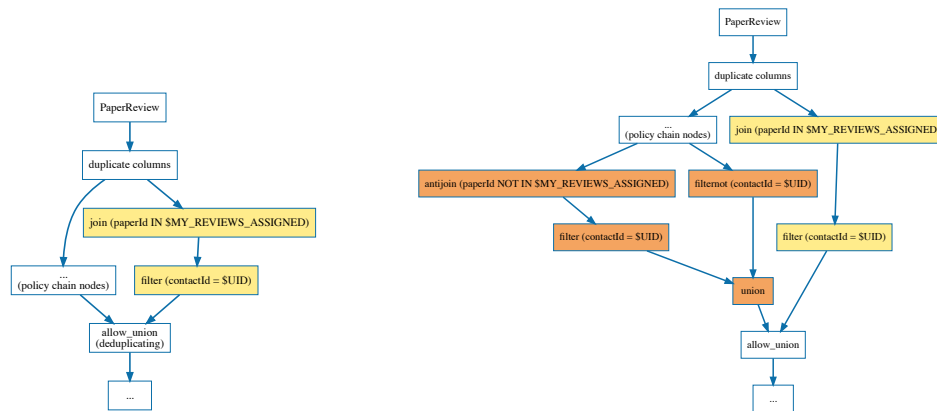 PaperReview
duplicate columns
join (paperId IN $MY_REVIEWS_ASSIGNED)
...
(policy chain nodes)
filter (contactId = $UID)
allow_union
(deduplicating)
...
PaperReview
duplicate columns
...
(policy chain nodes)
join (paperId IN $MY_REVIEWS_ASSIGNED
antijoin (paperId NOT IN $MY_REVIEWS_ASSIGNED)
filternot (contactId = $UID)
filter (contactId = $UID)
filter (contactId = $UID)
union
allow_union
...